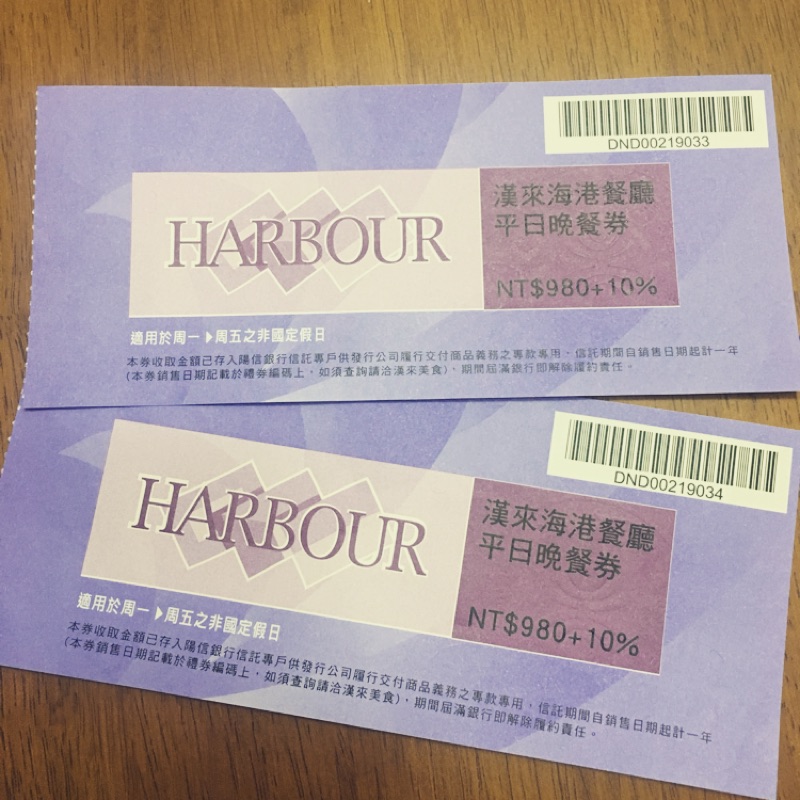 DND00219033
HARBOUR
漢來海港餐廳
平日晚餐券
NT$980+10%
適用於周一▶周五之非國定假日
本券收取金額已存入陽信銀行信託專戶供發行公司履行交付商品義務之專款專用、信託期間自銷售日期起計一年
(本券銷售日期記載於禮券編碼上,如須查詢請洽漢來美食)、期間屆滿銀行即解除履約責任。
DND00219034
HARBOUR
漢來海港餐廳
平日晚餐券
NT$980+10%
適用於周一▶周五之非國定假日
本券收取金額已存入陽信銀行信託專戶供發行公司履行交付商品義務之專款專用、信託期間自銷售日期起計一年
(本券銷售日期記載於禮券編碼上,如須查詢請洽漢來美食)、期間屆滿銀行即解除履約責任。